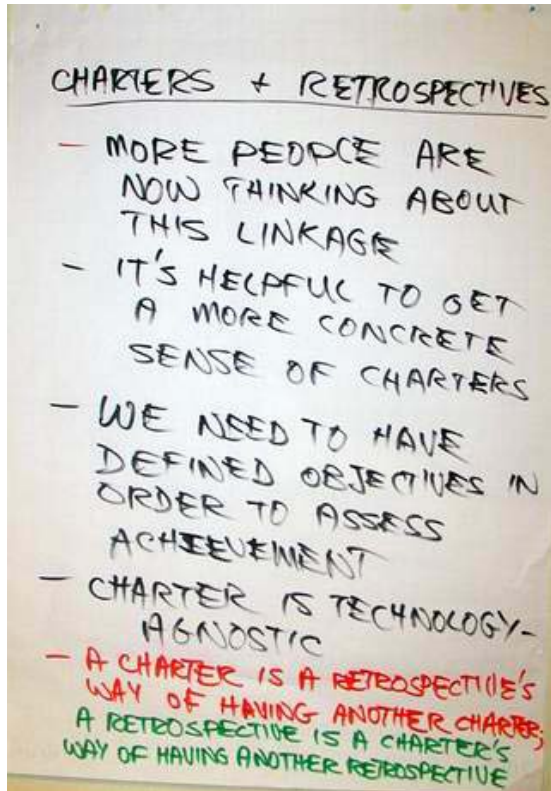 CHARTERS + RETROSPECTIVES
- MORE PEOPLE ARE
NOW THINKING ABOUT
THIS LINKAGE
- IT'S HELPFUL TO GET
A MORE CONCRETE
SENSE OF CHARTERS
- WE NEED TO HAVE
DEFINED OBJECTIVES IN
ORDER TO ASSESS
ACHIEVEMENT
- CHARTER IS TECHNOLOGY-
AGNOSTIC
- A CHARTER IS A RETROSPECTIVE'S
WAY OF HAVING ANOTHER CHARTER;
A RETROSPECTIVE IS A CHARTER'S
WAY OF HAVING ANOTHER RETROSPECTIVE